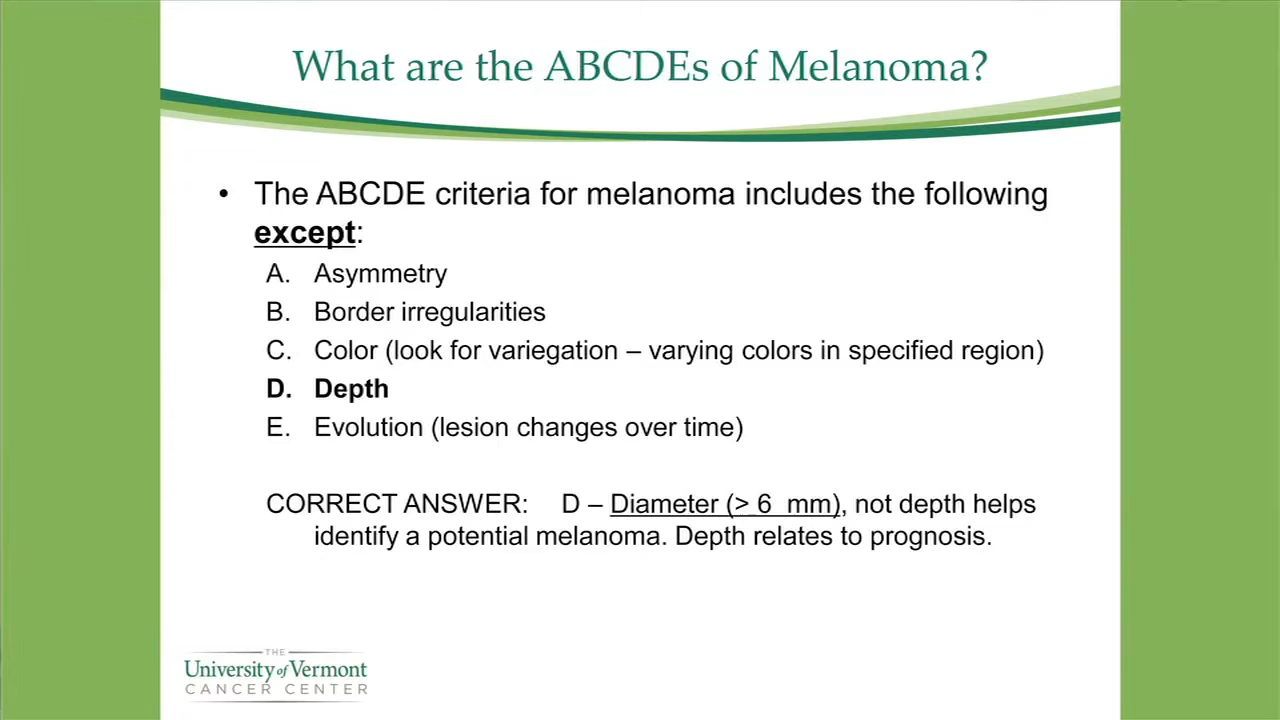 What are the ABCDEs of Melanoma?
• The ABCDE criteria for melanoma includes the following
except:
A. Asymmetry
B. Border irregularities
C. Color (look for variegation – varying colors in specified region)
D. Depth
E. Evolution (lesion changes over time)
CORRECT ANSWER: D – Diameter (> 6 mm), not depth helps
identify a potential melanoma. Depth relates to prognosis.
THE
University of Vermont
CANCER CENTER